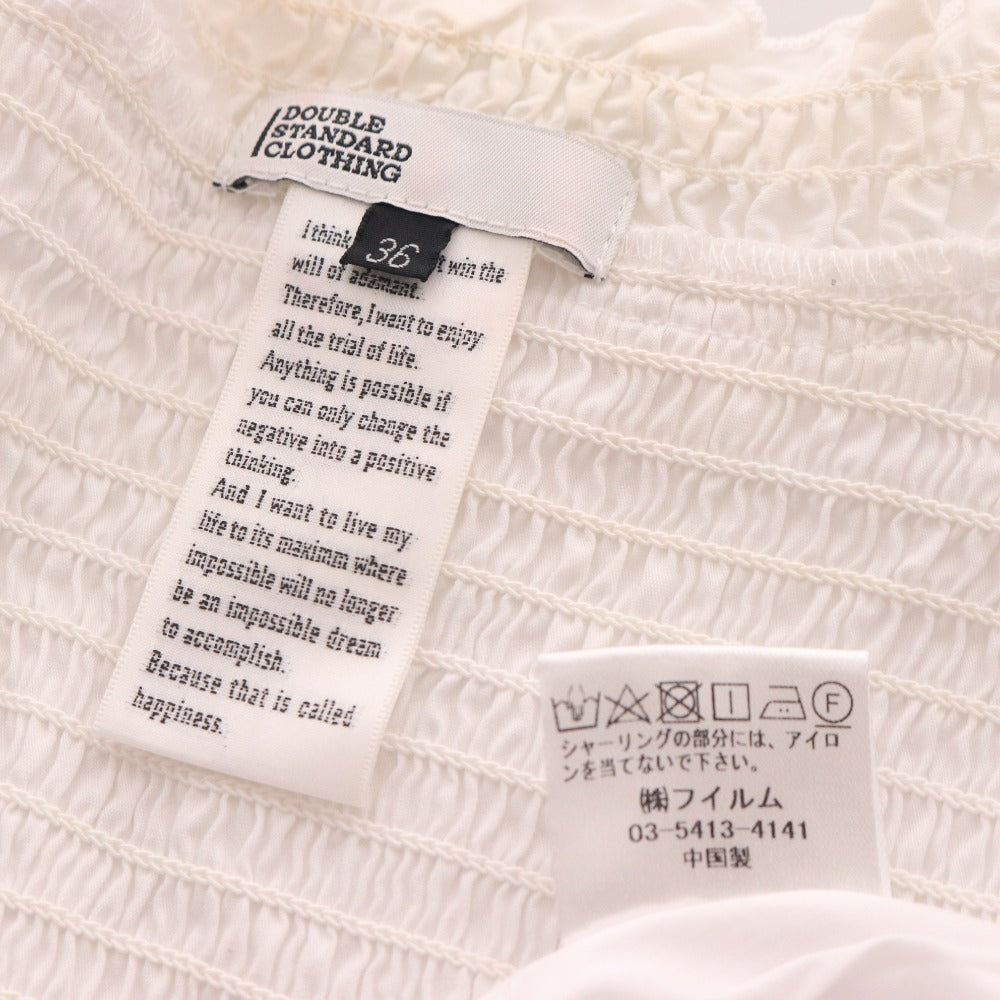 DOUBLE
STANDARD
CLOTHING
36
I think t win the
will of adamant.
Therefore, I want to enjoy
all the trial of life.
Anything is possible if
you can only change the
negative into a positive
thinking.
And I want to live my
life to its maximm where
impossible will no longer
be an impossible dream
to accomplish.
Because that is called
happiness.
F
シャーリングの部分には、アイロ
ンを当てないで下さい。
㈱フイルム
03-5413-4141
中国製